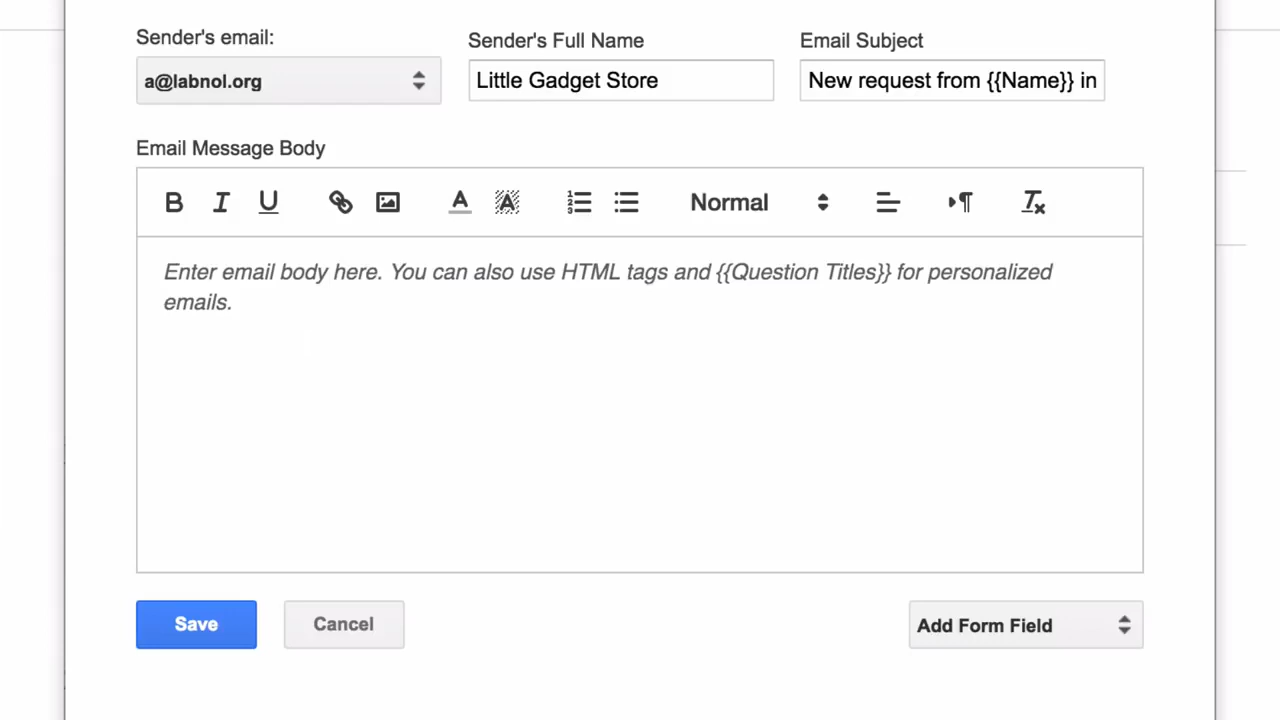 Sender's email:
Sender's Full Name
Email Subject
a@labnol.org
Little Gadget Store
New request from {{Name}} in
Email Message Body
B I U A A Normal
Enter email body here. You can also use HTML tags and {{Question Titles}} for personalized
emails.
Save
Cancel
Add Form Field